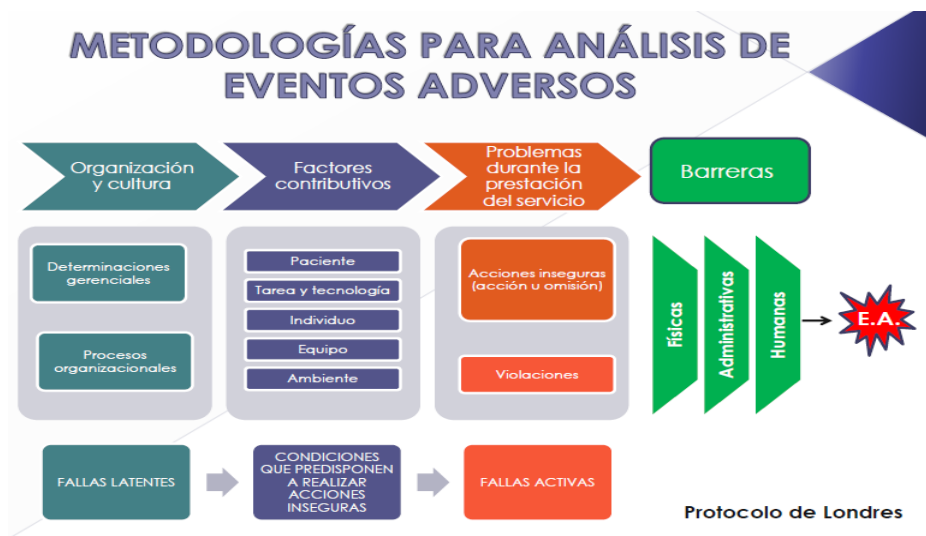 METODOLOGÍAS PARA ANÁLISIS DE
EVENTOS ADVERSOS
Organización
y cultura
Factores
contributivos
Problemas
durante la
prestación
del servicio
Barreras
Determinaciones
gerenciales
Procesos
organizacionales
Paciente
Tarea y tecnología
Individuo
Equipo
Ambiente
Acciones inseguras
(acción u omisión)
Violaciones
Físicas
Administrativas
Humanas
E.A.
FALLAS LATENTES
CONDICIONES
QUE PREDISPONEN
A REALIZAR
ACCIONES
INSEGURAS
FALLAS ACTIVAS
Protocolo de Londres